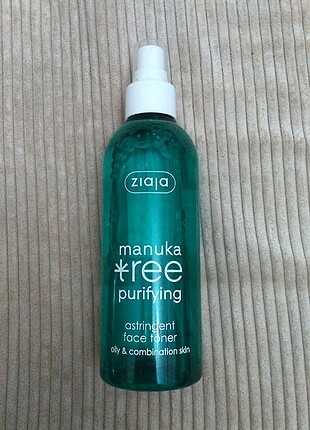 ziaja
manuka
tree
purifying
astringent
face toner
oily & combination skin